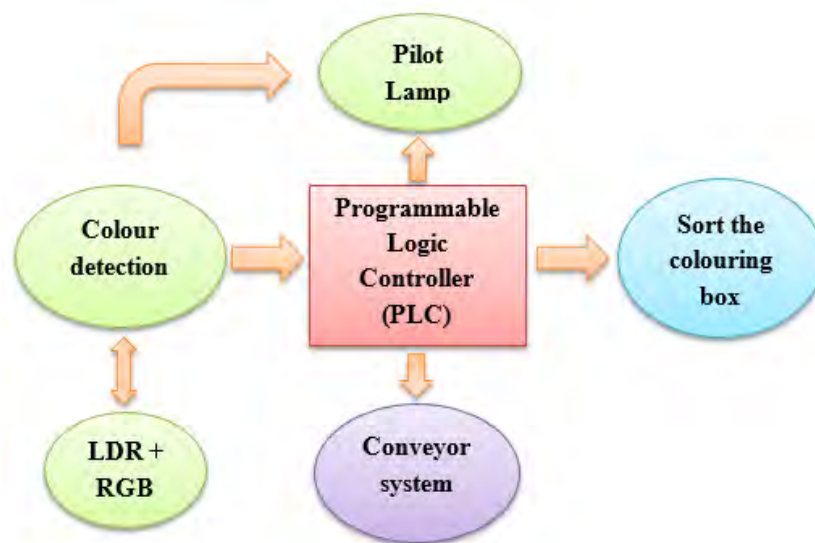 Pilot
Lamp
Colour
detection
Programmable
Logic
Controller
(PLC)
Sort the
colouring
box
LDR +
RGB
Conveyor
system